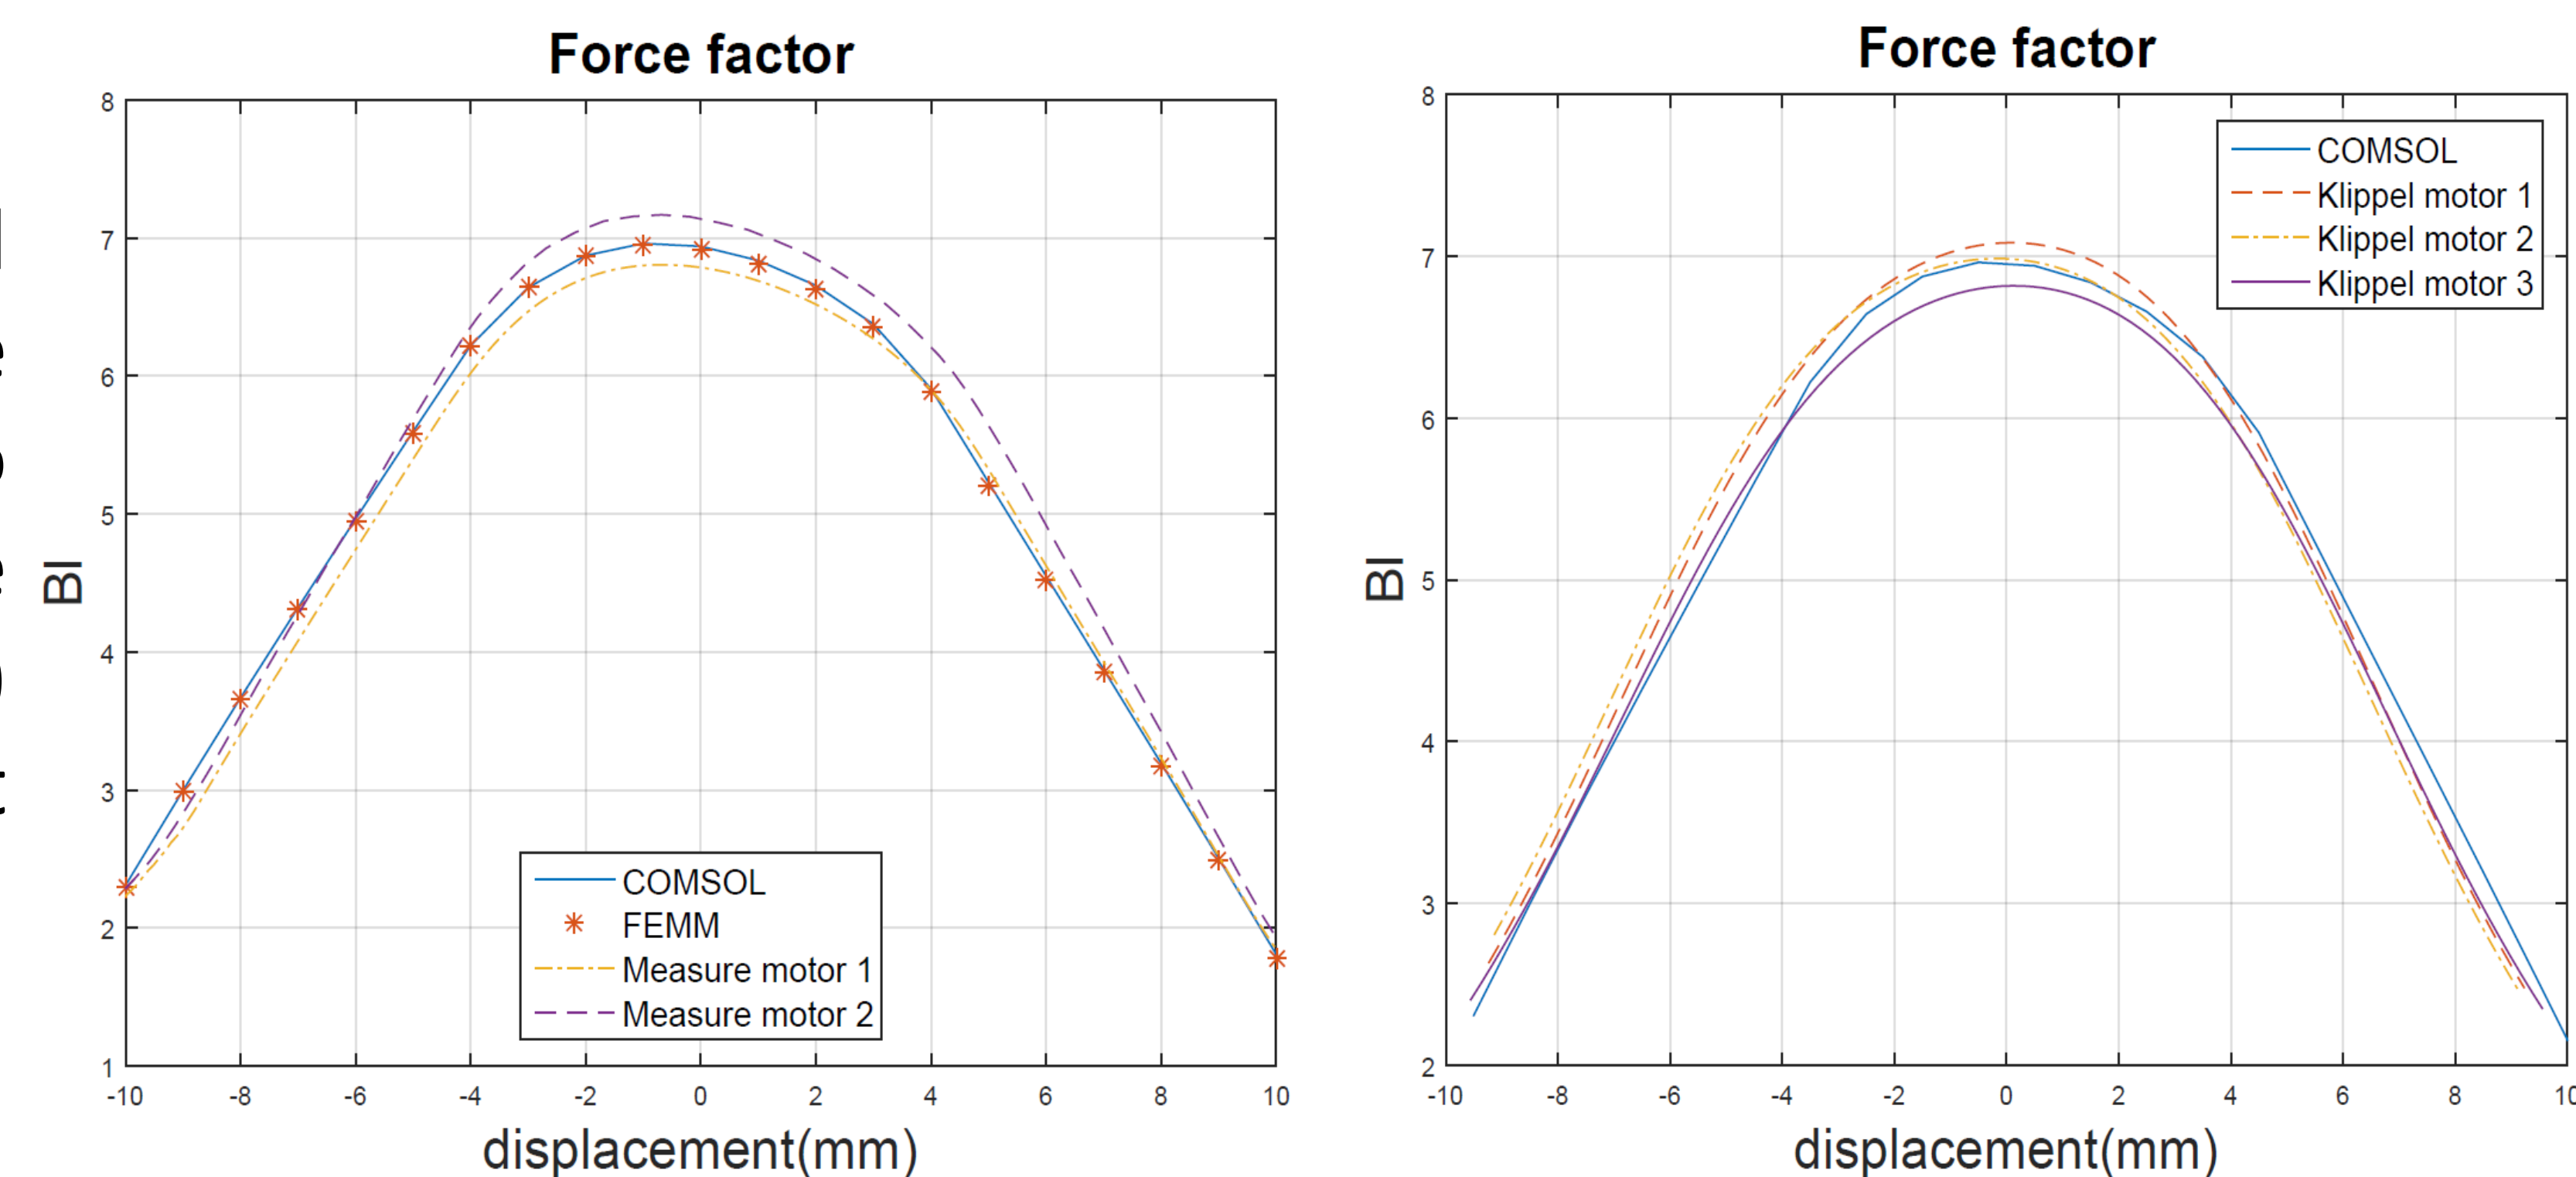 Force factor
8
7
6
5
4
3
2
1
Bl
-10 -8 -6 -4 -2 0 2 4 6 8 10
displacement(mm)
COMSOL
FEMM
Measure motor 1
Measure motor 2
Force factor
8
7
6
5
4
3
2
Bl
-10 -8 -6 -4 -2 0 2 4 6 8 10
displacement(mm)
COMSOL
Klippel motor 1
Klippel motor 2
Klippel motor 3